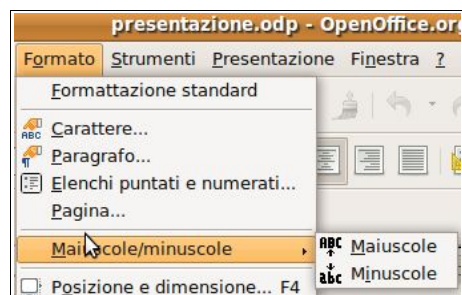 presentazione.odp - OpenOffice.org
Formato Strumenti Presentazione Finestra ?
Formattazione standard
Carattere...
Paragrafo...
Elenchi puntati e numerati...
Pagina...
Maiuscole/minuscole
Maiuscole
Minuscole
Posizione e dimensione... F4